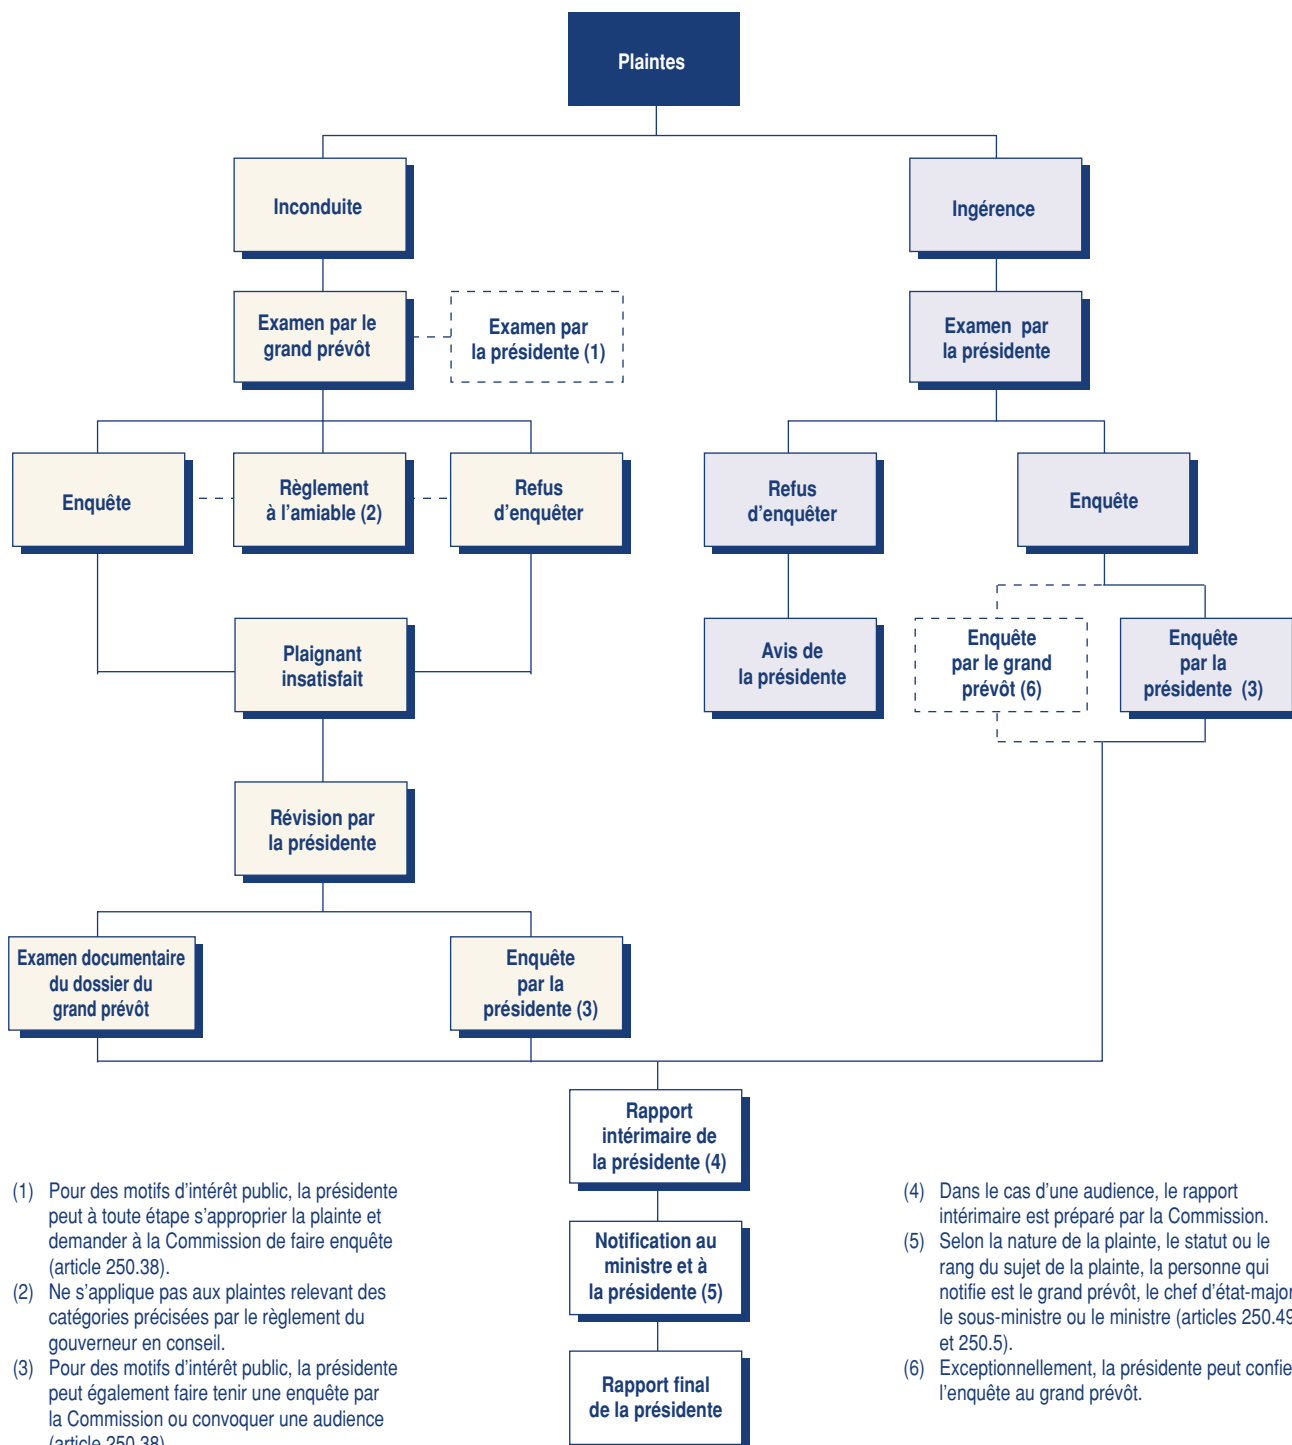 Plaintes
Inconduite
Ingérence
Examen par le
grand prévôt
Examen par
la présidente (1)
Examen par
la présidente
Enquête
Règlement
à l'amiable (2)
Refus
d'enquêter
Refus
d'enquêter
Enquête
Plaignant
insatisfait
Avis de
la présidente
Enquête
par le grand
prévôt (6)
Enquête
par la
présidente (3)
Révision par
la présidente
Examen documentaire
du dossier du
grand prévôt
Enquête
par la
présidente (3)
Rapport
intérimaire de
la présidente (4)
Notification au
ministre et à
la présidente (5)
Rapport final
de la présidente
(1) Pour des motifs d'intérêt public, la présidente
peut à toute étape s'approprier la plainte et
demander à la Commission de faire enquête
(article 250.38).
(2) Ne s'applique pas aux plaintes relevant des
catégories précisées par le règlement du
gouverneur en conseil.
(3) Pour des motifs d'intérêt public, la présidente
peut également faire tenir une enquête par
la Commission ou convoquer une audience
(article 250.38)
(4) Dans le cas d'une audience, le rapport
intérimaire est préparé par la Commission.
(5) Selon la nature de la plainte, le statut ou le
rang du sujet de la plainte, la personne qui
notifie est le grand prévôt, le chef d'état-major
le sous-ministre ou le ministre (articles 250.49
et 250.5).
(6) Exceptionnellement, la présidente peut confie
l'enquête au grand prévôt.